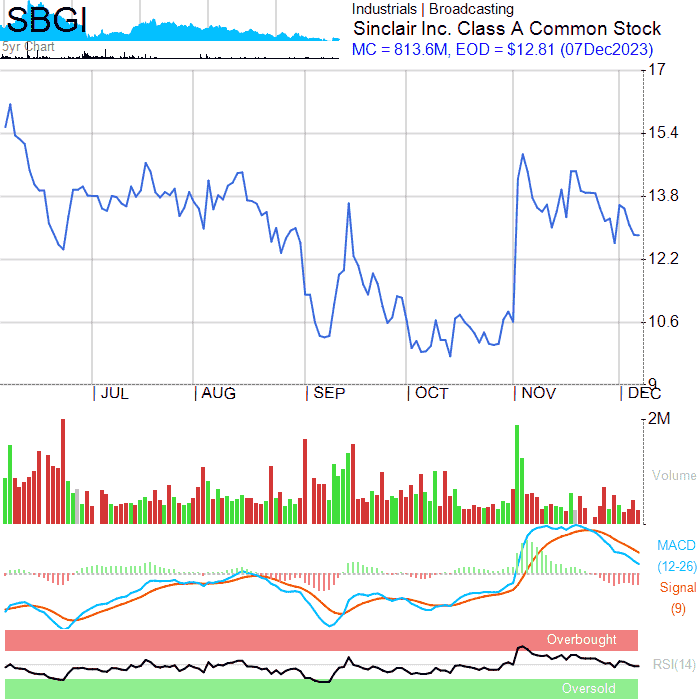 SBGI
5yr Chart
Industrials | Broadcasting
Sinclair Inc. Class A Common Stock
MC = 813.6M, EOD = $12.81 (07Dec2023)
17
15.4
13.8
12.2
10.6
9
JUL AUG SEP OCT NOV DEC
2M
Volume
MACD
(12-26)
Signal
(9)
Overbought
RSI(14)
Oversold